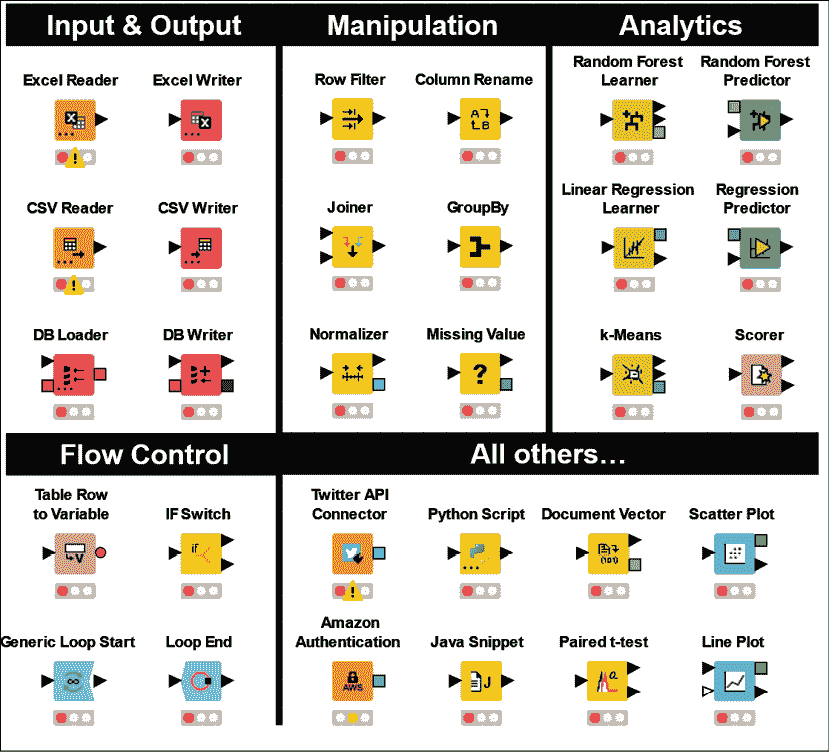 Input & Output
Manipulation
Analytics
Excel Reader
Excel Writer
Row Filter
Column Rename
Random Forest
Learner
Random Forest
Predictor
CSV Reader
CSV Writer
Joiner
GroupBy
Linear Regression
Learner
Regression
Predictor
DB Loader
DB Writer
Normalizer
Missing Value
k-Means
Scorer
Flow Control
All others…
Table Row
to Variable
IF Switch
Twitter API
Connector
Python Script
Document Vector
Scatter Plot
Generic Loop Start
Loop End
Amazon
Authentication
Java Snippet
Paired t-test
Line Plot
X
X
A
B
?
V
if
(101)
AWS
J
a